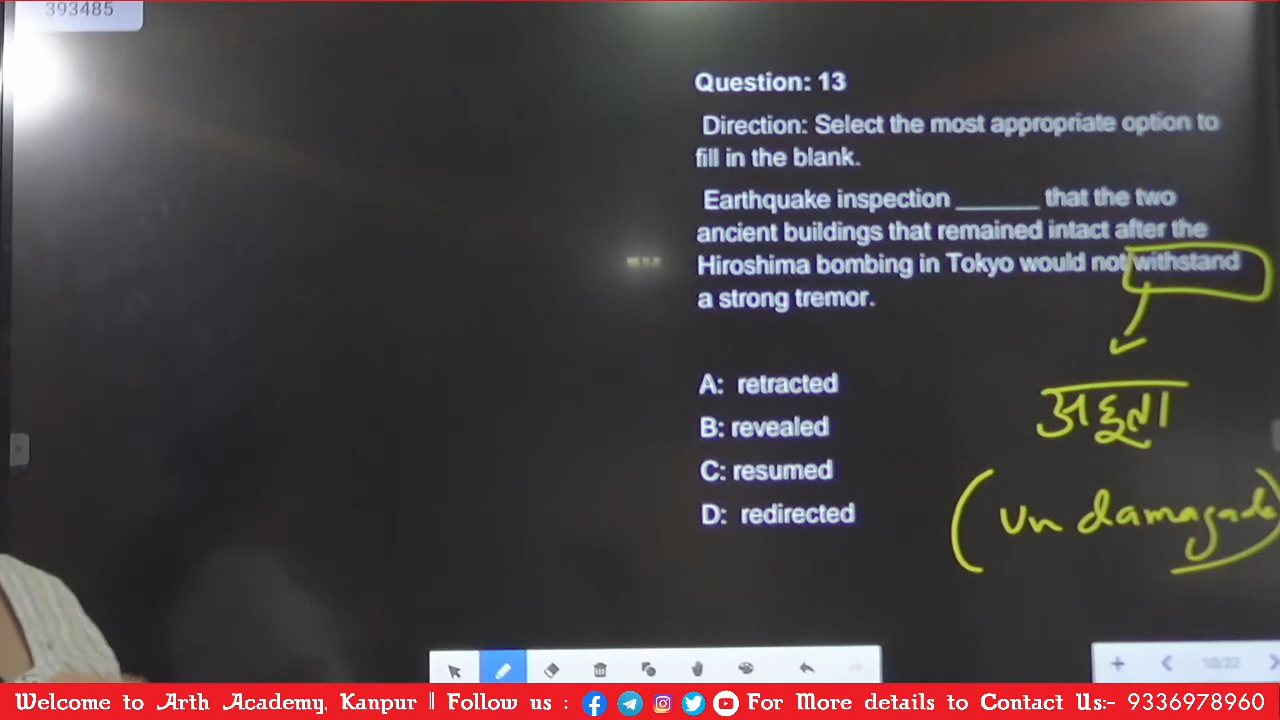 393485
Question: 13
Direction: Select the most appropriate option to
fill in the blank.
Earthquake inspection _______ that the two
ancient buildings that remained intact after the
Hiroshima bombing in Tokyo would not withstand
a strong tremor.
A: retracted
B: revealed
C: resumed
D: redirected
अछूता
(
10/22
Welcome to Arth Academy, Kanpur || Follow us : For More details to Contact Us:- 9336978960